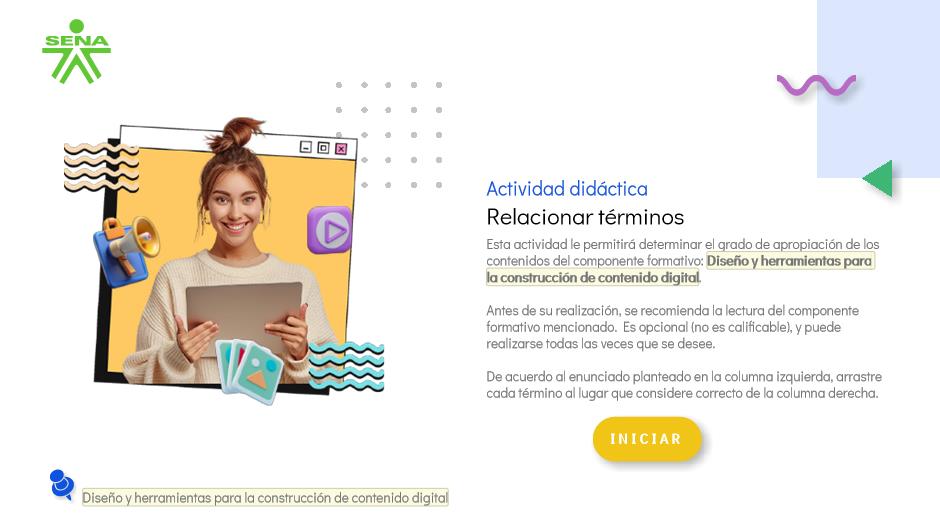 SENA
Actividad didáctica
Relacionar términos
Esta actividad le permitirá determinar el grado de apropiación de los
contenidos del componente formativo: Diseño y herramientas para
la construcción de contenido digital.
Antes de su realización, se recomienda la lectura del componente
formativo mencionado. Es opcional (no es calificable), y puede
realizarse todas las veces que se desee.
De acuerdo al enunciado planteado en la columna izquierda, arrastre
cada término al lugar que considere correcto de la columna derecha.
INICIAR
Diseño y herramientas para la construcción de contenido digital